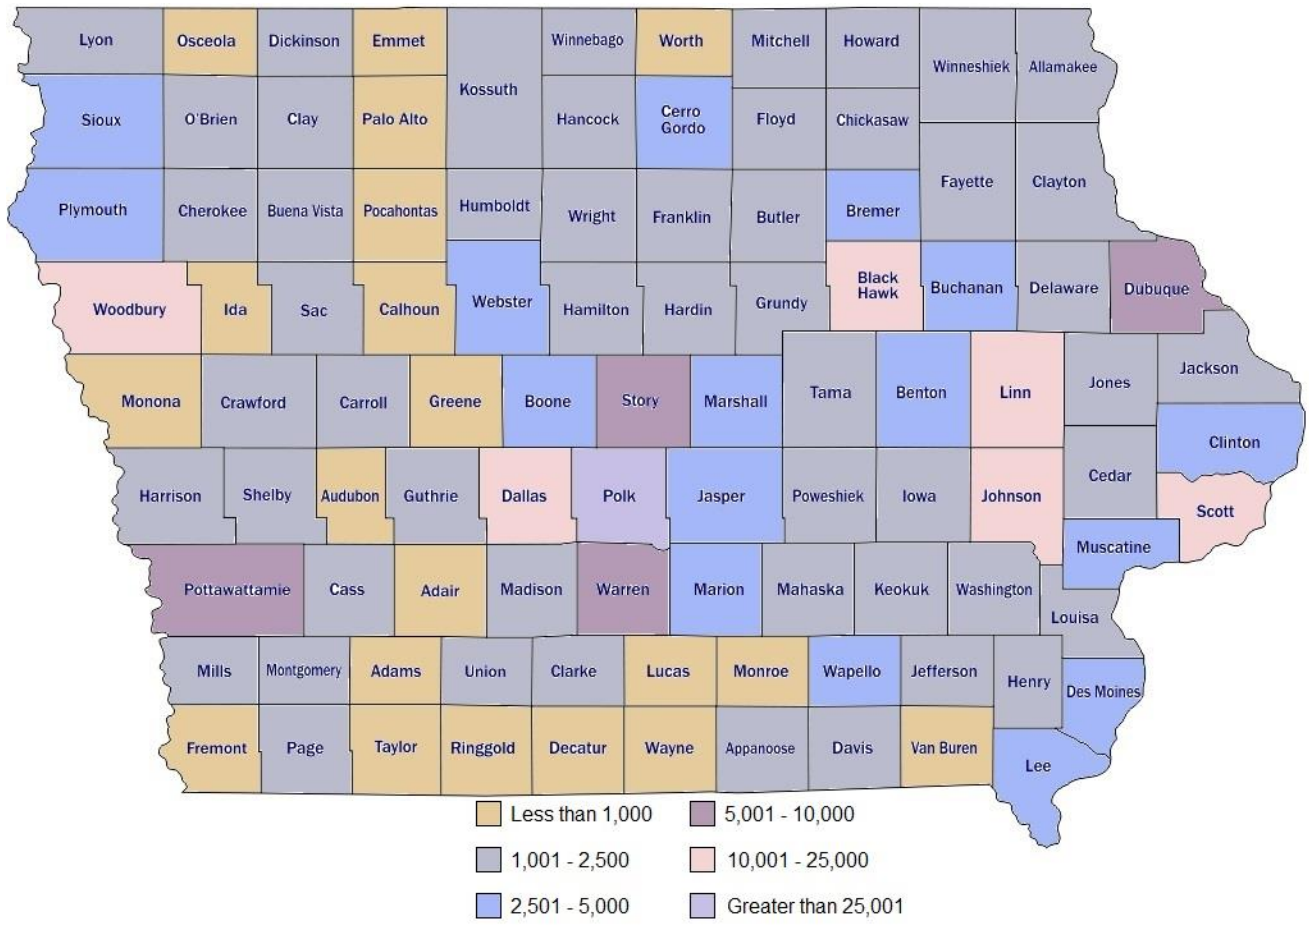 Lyon Osceola Dickinson Emmet Winnebago Worth Mitchell Howard
Winneshiek Allamakee
Kossuth
Sioux O'Brien Clay Palo Alto Hancock Cerro Gordo Floyd Chickasaw
Fayette Clayton
Plymouth Cherokee Buena Vista Pocahontas Humboldt Wright Franklin Butler Bremer
Woodbury Ida Sac Calhoun Webster Hamilton Hardin Grundy Black Hawk Buchanan Delaware Dubuque
Monona Crawford Carroll Greene Boone Story Marshall Tama Benton Linn Jones Jackson
Clinton
Harrison Shelby Audubon Guthrie Dallas Polk Jasper Poweshiek Iowa Johnson Cedar Scott
Muscatine
Pottawattamie Cass Adair Madison Warren Marion Mahaska Keokuk Washington
Louisa
Mills Montgomery Adams Union Clarke Lucas Monroe Wapello Jefferson Henry Des Moines
Fremont Page Taylor Ringgold Decatur Wayne Appanoose Davis Van Buren Lee
Less than 1,000 5,001 - 10,000
1,001 - 2,500 10,001 - 25,000
2,501 - 5,000 Greater than 25,001